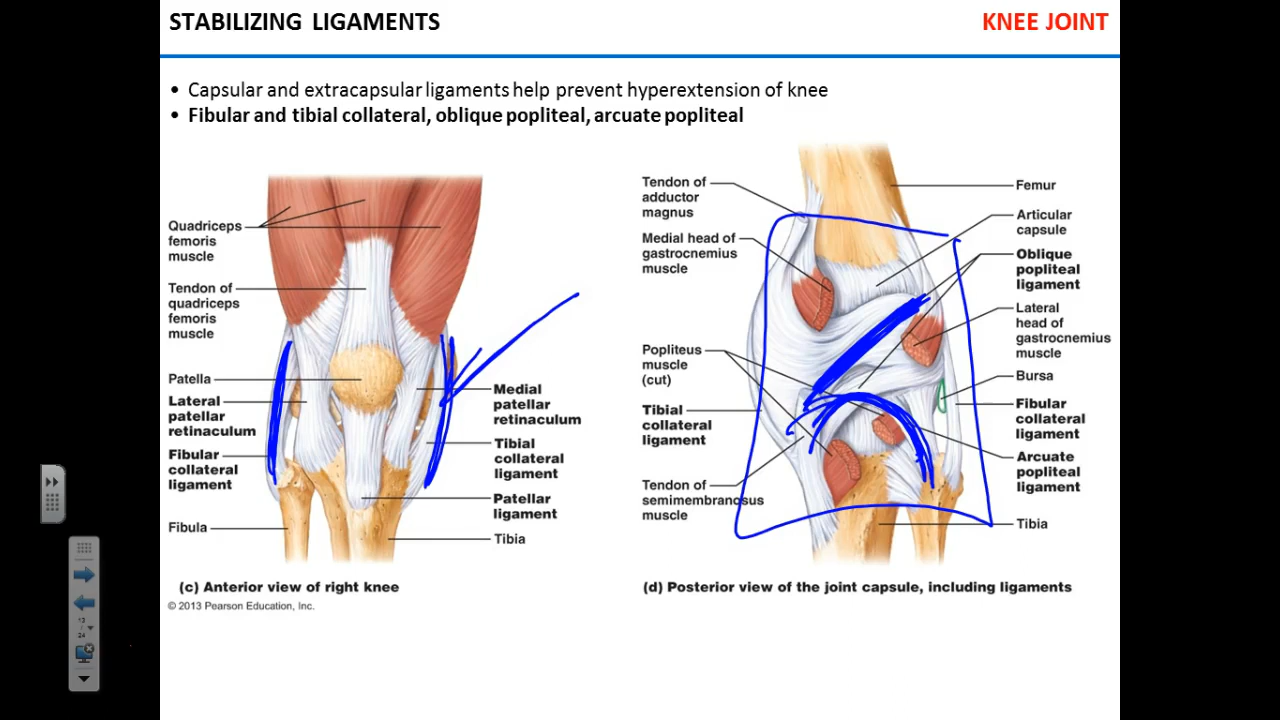 STABILIZING LIGAMENTS
KNEE JOINT
• Capsular and extracapsular ligaments help prevent hyperextension of knee
• Fibular and tibial collateral, oblique popliteal, arcuate popliteal
Quadriceps
femoris
muscle
Tendon of
quadriceps
femoris
muscle
Patella
Lateral
patellar
retinaculum
Fibular
collateral
ligament
Fibula
Medial
patellar
retinaculum
Tibial
collateral
ligament
Patellar
ligament
Tibia
(c) Anterior view of right knee
© 2013 Pearson Education, Inc.
Tendon of
adductor
magnus
Medial head of
gastrocnemius
muscle
Popliteus
muscle
(cut)
Tibial
collateral
ligament
Tendon of
semimembranosus
muscle
Femur
Articular
capsule
Oblique
popliteal
ligament
Lateral
head of
gastrocnemius
muscle
Bursa
Fibular
collateral
ligament
Arcuate
popliteal
ligament
Tibia
(d) Posterior view of the joint capsule, including ligaments
13
/
24